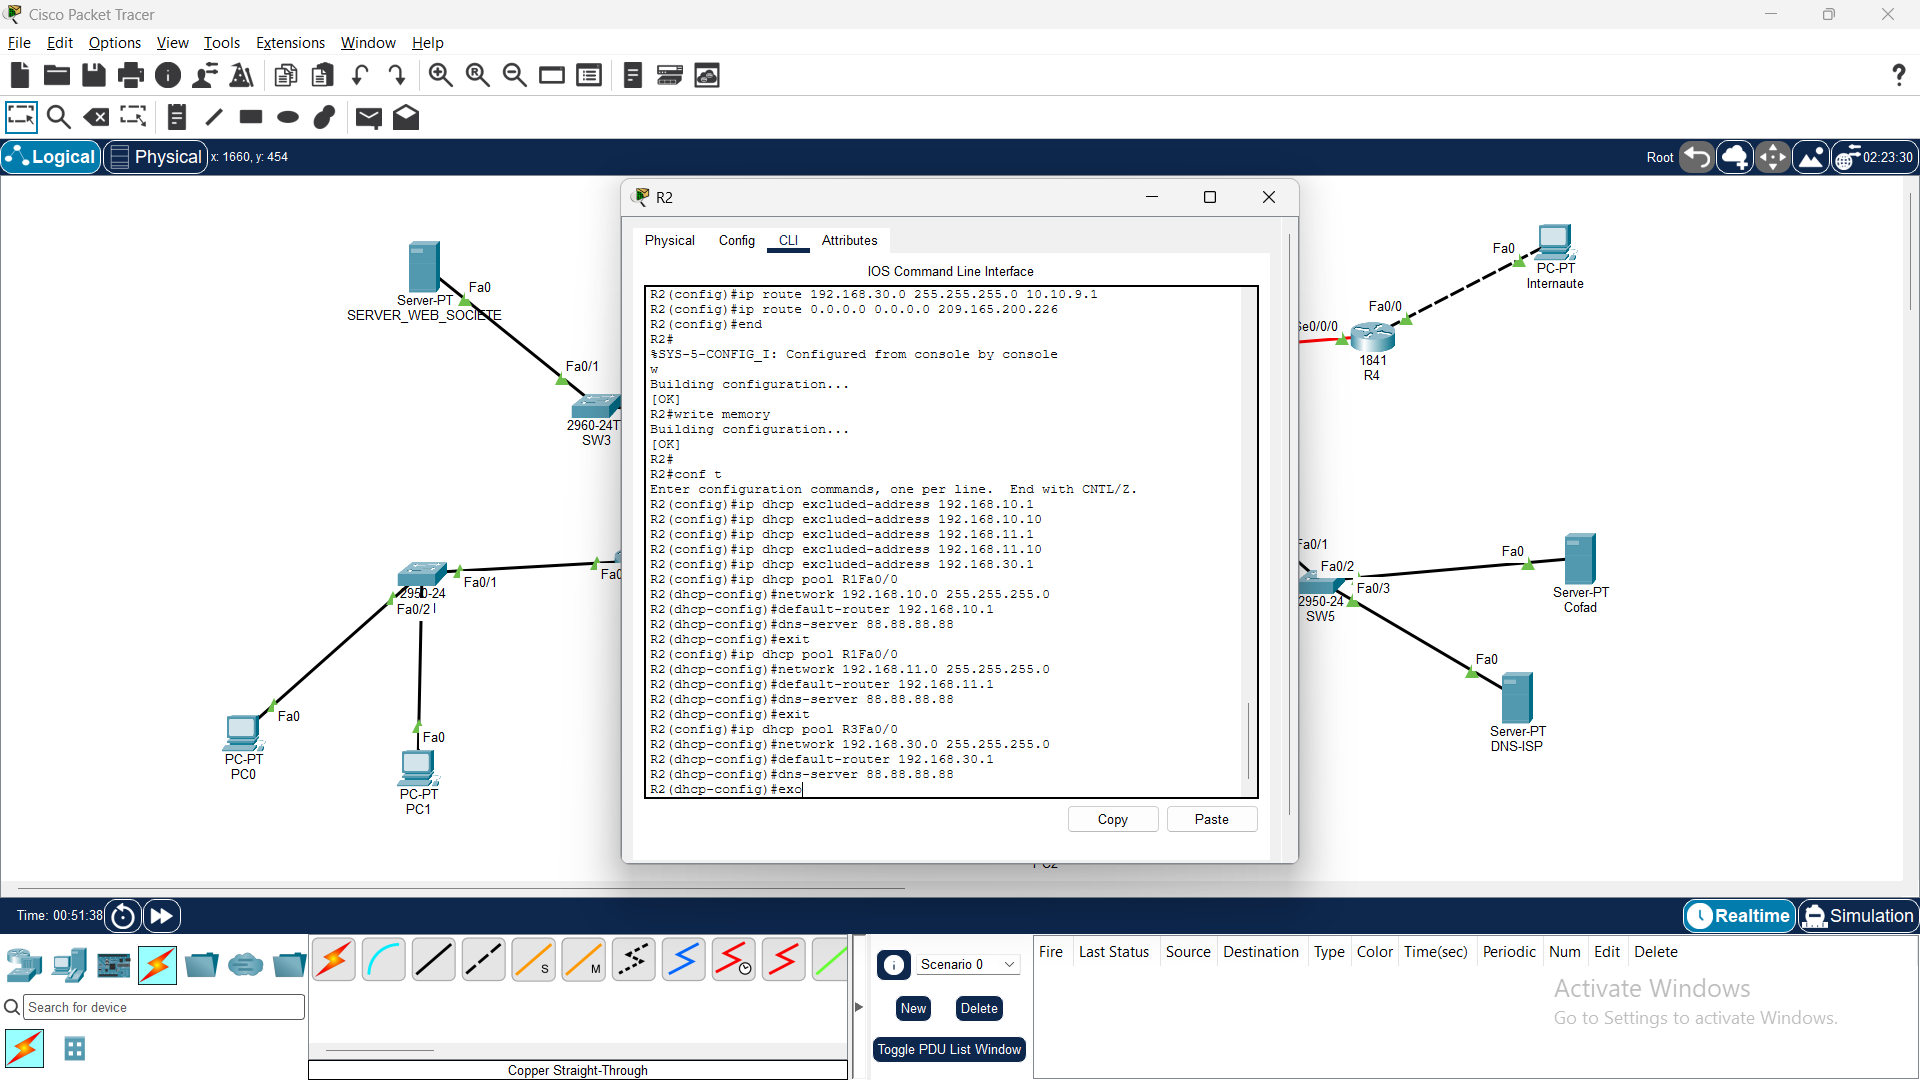 Cisco Packet Tracer
File Edit Options View Tools Extensions Window Help
Logical Physical x: 1660, y: 454 Root 02:23:30
Fa0
Server-PT
SERVER_WEB_SOCIETE
Fa0/1
2960-24T
SW3
2950-24
Fa0/1
Fa0/2
Fa0
PC-PT
PC0
Fa0
PC-PT
PC1
R2
Physical Config CLI Attributes
IOS Command Line Interface
R2(config)#ip route 192.168.30.0 255.255.255.0 10.10.9.1
R2(config)#ip route 0.0.0.0 0.0.0.0 209.165.200.226
R2(config)#end
R2#
%SYS-5-CONFIG_I: Configured from console by console
w
Building configuration...
[OK]
R2#write memory
Building configuration...
[OK]
R2#
R2#conf t
Enter configuration commands, one per line.  End with CNTL/Z.
R2(config)#ip dhcp excluded-address 192.168.10.1
R2(config)#ip dhcp excluded-address 192.168.10.10
R2(config)#ip dhcp excluded-address 192.168.11.1
R2(config)#ip dhcp excluded-address 192.168.11.10
R2(config)#ip dhcp excluded-address 192.168.30.1
R2(config)#ip dhcp pool R1Fa0/0
R2(dhcp-config)#network 192.168.10.0 255.255.255.0
R2(dhcp-config)#default-router 192.168.10.1
R2(dhcp-config)#dns-server 88.88.88.88
R2(dhcp-config)#exit
R2(config)#ip dhcp pool R1Fa0/0
R2(dhcp-config)#network 192.168.11.0 255.255.255.0
R2(dhcp-config)#default-router 192.168.11.1
R2(dhcp-config)#dns-server 88.88.88.88
R2(dhcp-config)#exit
R2(config)#ip dhcp pool R3Fa0/0
R2(dhcp-config)#network 192.168.30.0 255.255.255.0
R2(dhcp-config)#default-router 192.168.30.1
R2(dhcp-config)#dns-server 88.88.88.88
R2(dhcp-config)#exo
Copy Paste
Fa0
PC-PT
Internaute
Fa0/0
Se0/0/0
1841
R4
Fa0/1
Fa0/2
Fa0/3
2950-24
SW5
Fa0
Server-PT
Cofad
Fa0
Server-PT
DNS-ISP
Time: 00:51:38 Realtime Simulation
Search for device
Copper Straight-Through
S
M
Scenario 0
New Delete
Toggle PDU List Window
Fire Last Status Source Destination Type Color Time(sec) Periodic Num Edit Delete
Activate Windows
Go to Settings to activate Windows.